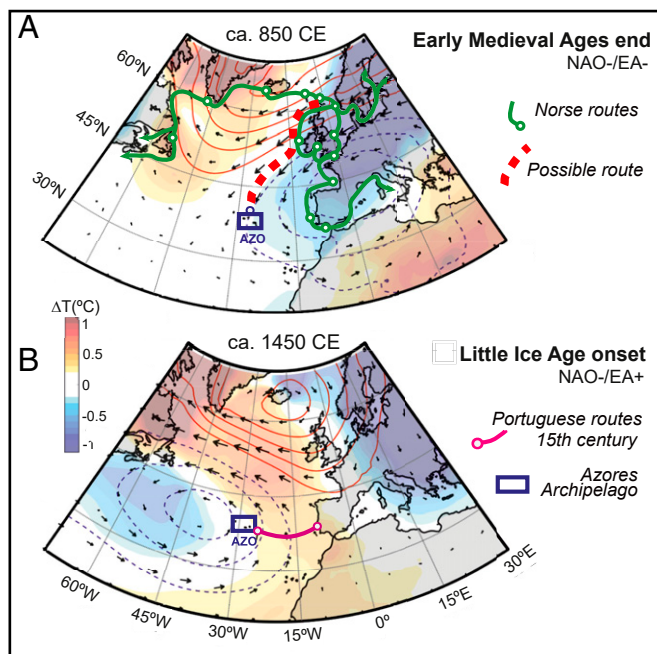 A
ca. 850 CE
Early Medieval Ages end
NAO-/EA-
Norse routes
Possible route
60ºN
45ºN
30ºN
AZO
ΔT(ºC)
1
0.5
0
-0.5
B
ca. 1450 CE
Little Ice Age onset
NAO-/EA+
Portuguese routes
15th century
Azores
Archipelago
AZO
60ºW
45ºW
30ºW
15ºW
0º
15ºE
30ºE